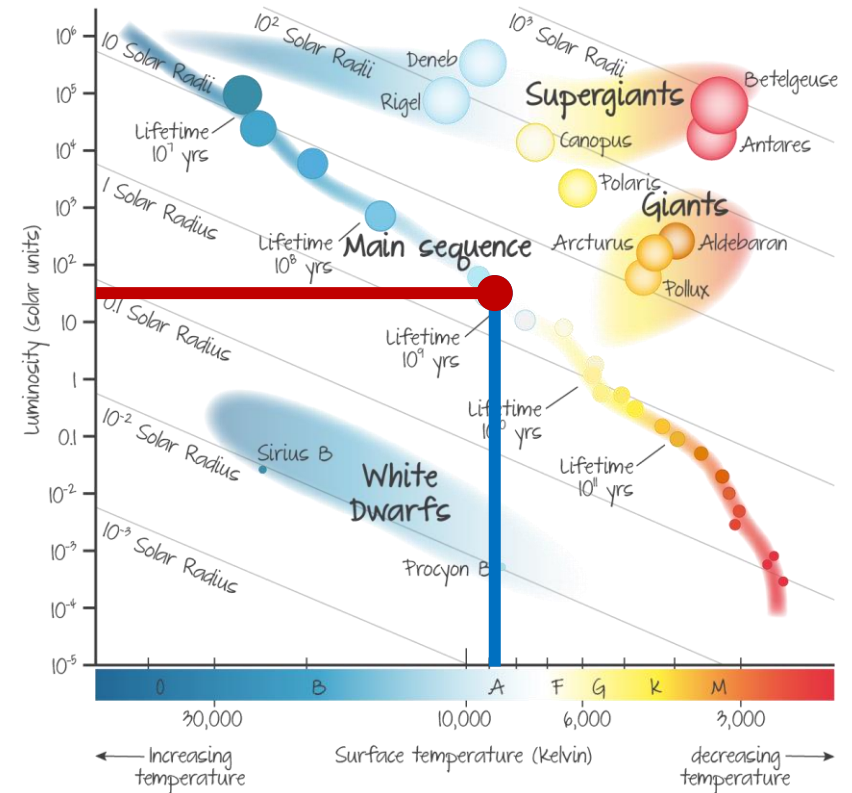 10⁶
10⁵
10⁴
10³
10²
10
1
0.1
10⁻²
10⁻³
10⁻⁴
10⁻⁵
Luminosity (solar units)
10 Solar Radii
10² Solar Radii
10³ Solar Radii
1 Solar Radius
0.1 Solar Radius
10⁻² Solar Radius
10⁻³ Solar Radius
Deneb
Rigel
Supergiants
Betelgeuse
Canopus
Antares
Polaris
Giants
Arcturus
Aldebaran
Pollux
Lifetime
10⁷ yrs
Lifetime
10⁸ yrs
Main sequence
Lifetime
10⁹ yrs
Lifetime
yrs
Lifetime
10¹¹ yrs
Sirius B
White
Dwarfs
Procyon B
O B A F G K M
30,000 10,000 6,000 3,000
Increasing
temperature
Surface temperature (kelvin)
decreasing
temperature